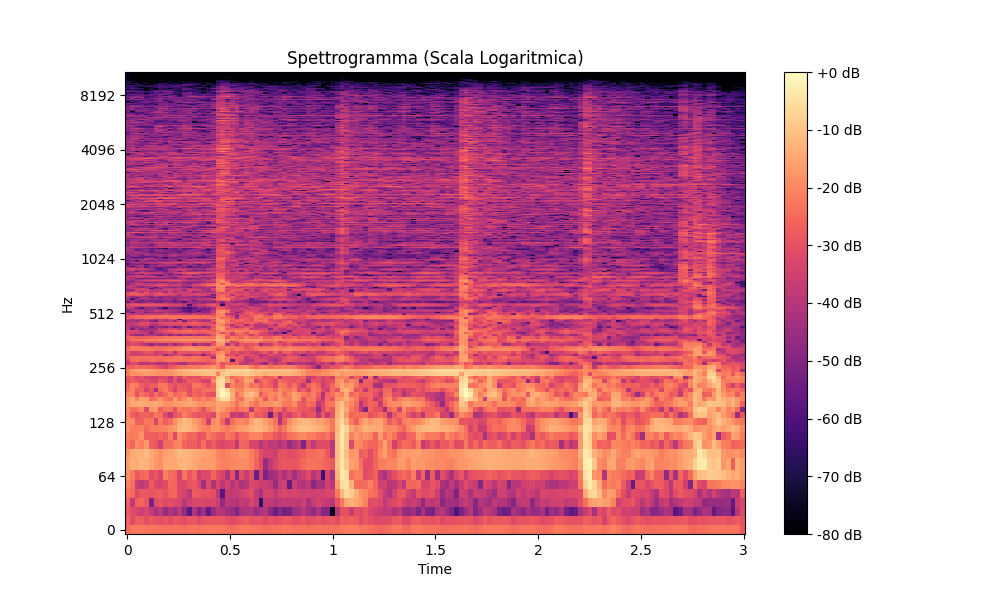 Spettrogramma (Scala Logaritmica)
Hz
8192
4096
2048
1024
512
256
128
64
0
0 0.5 1 1.5 2 2.5 3
Time
+0 dB
-10 dB
-20 dB
-30 dB
-40 dB
-50 dB
-60 dB
-70 dB
-80 dB